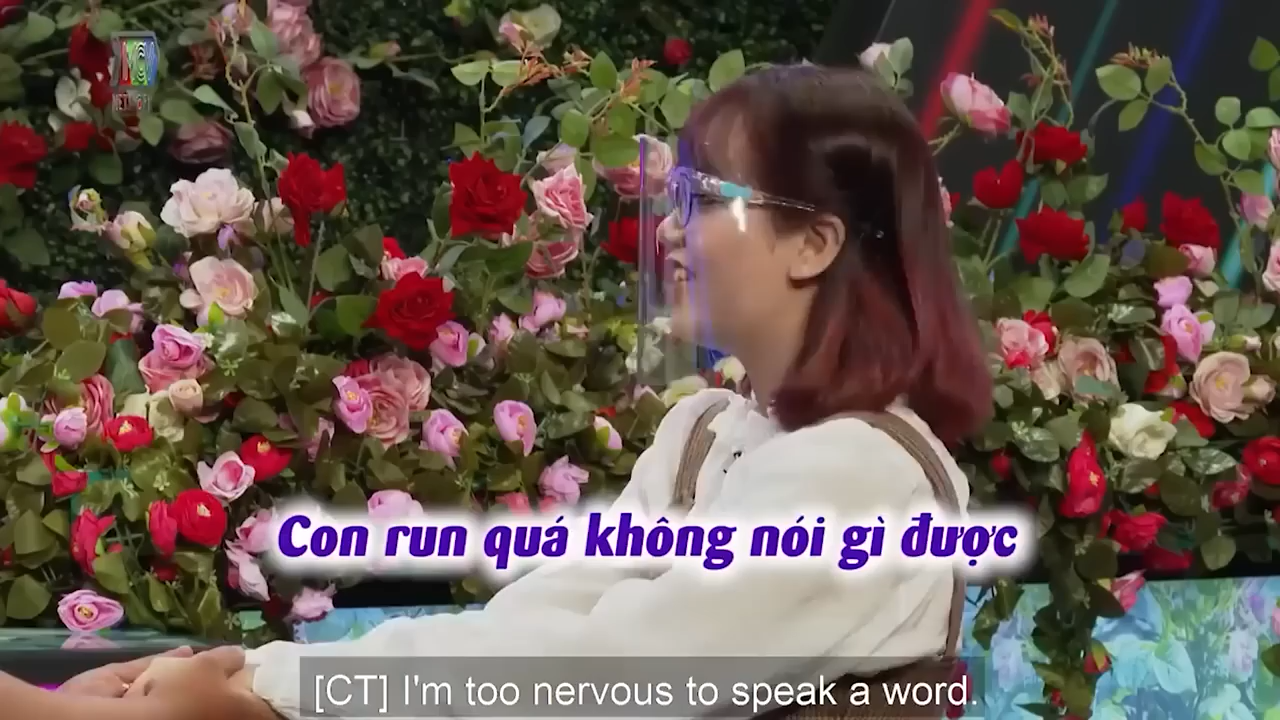 Con run quá không nói gì được
[CT] I'm too nervous to speak a word.